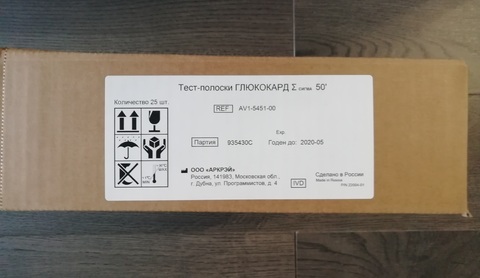 Тест-полоски ГЛЮКОКАРД Σ сигма 50'
Количество 25 шт.
REF AV1-5451-00
Exp.
Партия 935430C Годен до: 2020-05
ООО «АРКРЭЙ»
Россия, 141983, Московская обл.,
г. Дубна, ул. Программистов, д. 4
IVD
Сделано в России
Made in Russia